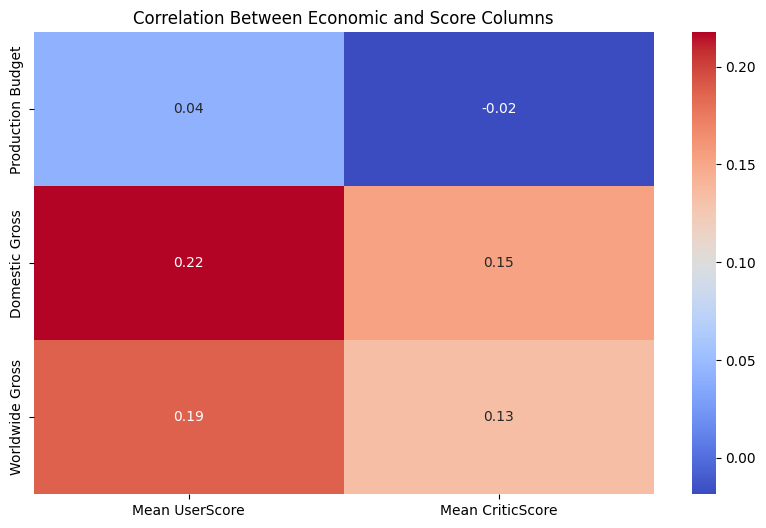 Correlation Between Economic and Score Columns
Production Budget
0.04
-0.02
Domestic Gross
0.22
0.15
Worldwide Gross
0.19
0.13
Mean UserScore
Mean CriticScore
0.20
0.15
0.10
0.05
0.00